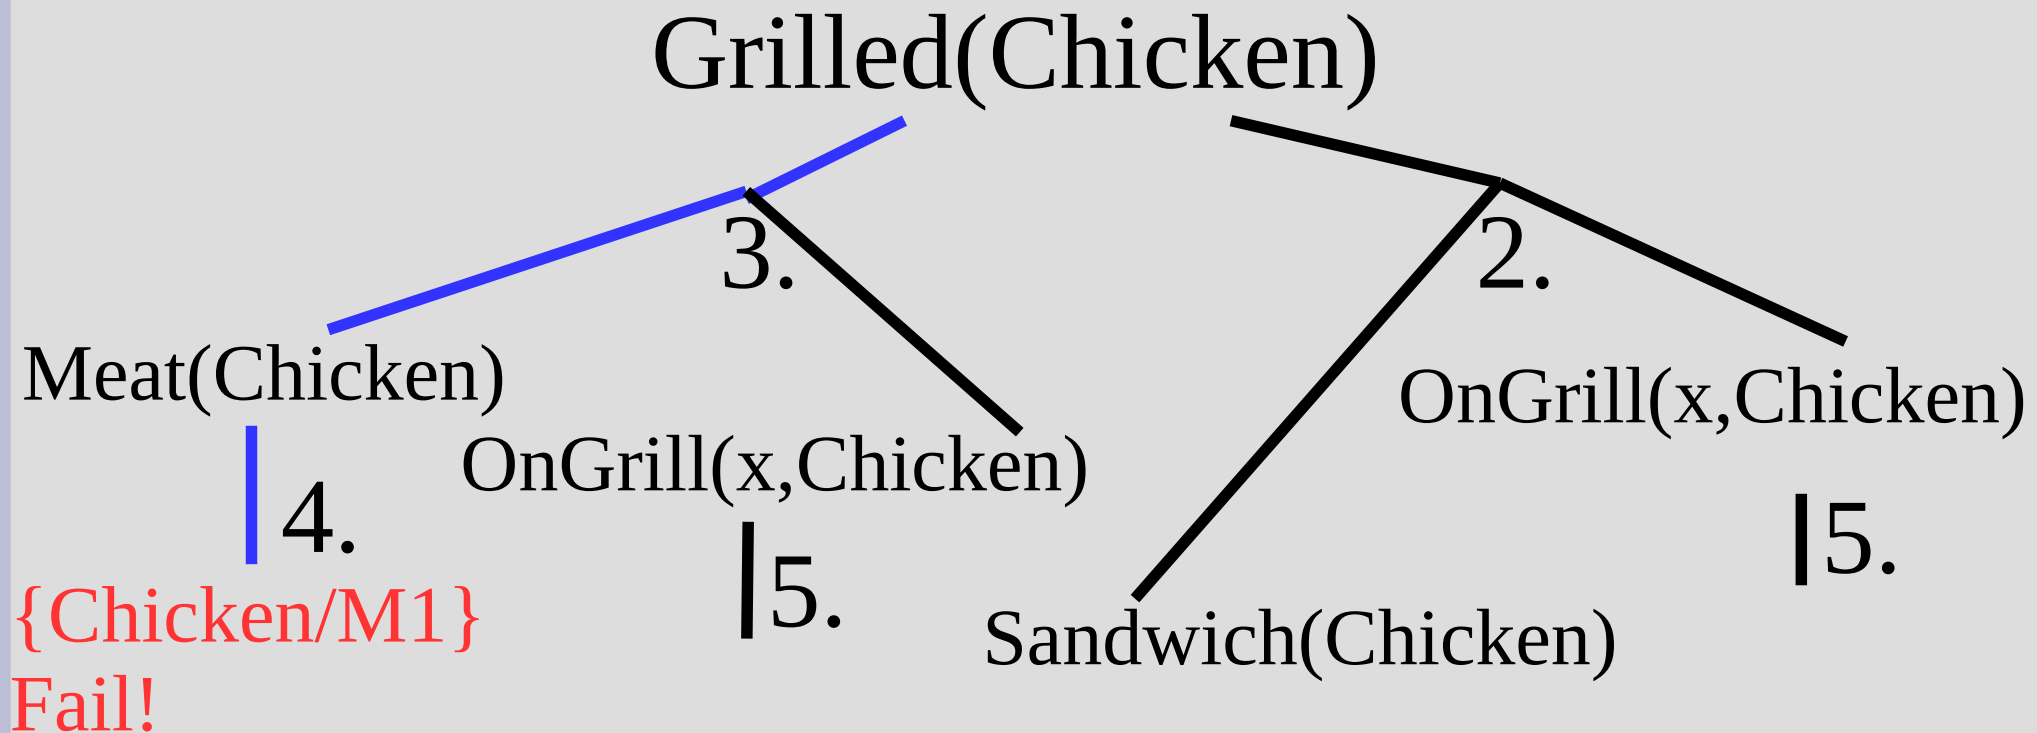 Grilled(Chicken)
3.
2.
Meat(Chicken)
OnGrill(x,Chicken)
OnGrill(x,Chicken)
4.
5.
5.
{Chicken/M1}
Fail!
Sandwich(Chicken)